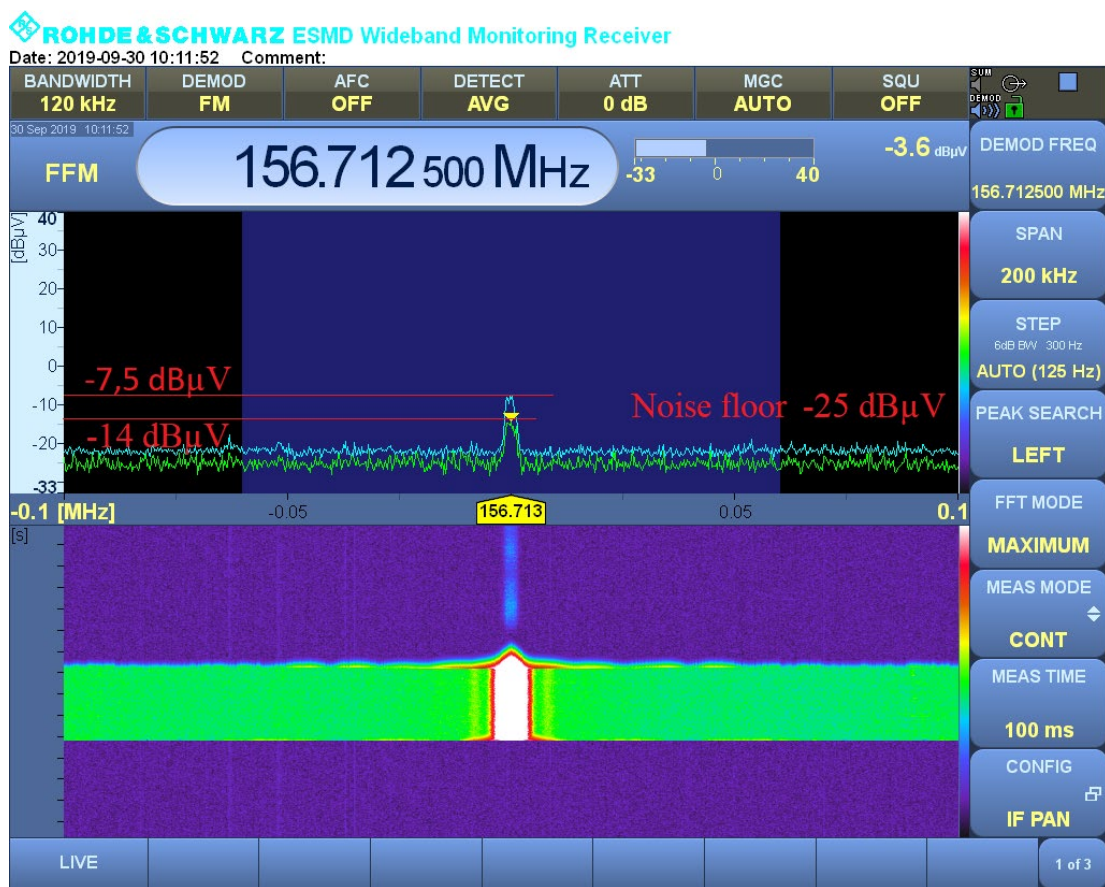 ROHDE & SCHWARZ ESMD Wideband Monitoring Receiver
Date: 2019-09-30 10:11:52 Comment:
BANDWIDTH DEMOD AFC DETECT ATT MGC SQU SUM
120 kHz FM OFF AVG 0 dB AUTO OFF DEMOD
30 Sep 2019 10:11:52
FFM 156.712 500 MHz -33 0 40 -3.6 dBµV
DEMOD FREQ
156.712500 MHz
[dBµV]
40
30
20
10
0
-10
-20
-33
-7,5 dBµV
-14 dBµV
Noise floor -25 dBµV
-0.1 [MHz] -0.05 156.713 0.05 0.1
[s]
SPAN
200 kHz
STEP
6dB BW 300 Hz
AUTO (125 Hz)
PEAK SEARCH
LEFT
FFT MODE
MAXIMUM
MEAS MODE
CONT
MEAS TIME
100 ms
CONFIG
IF PAN
LIVE 1 of 3